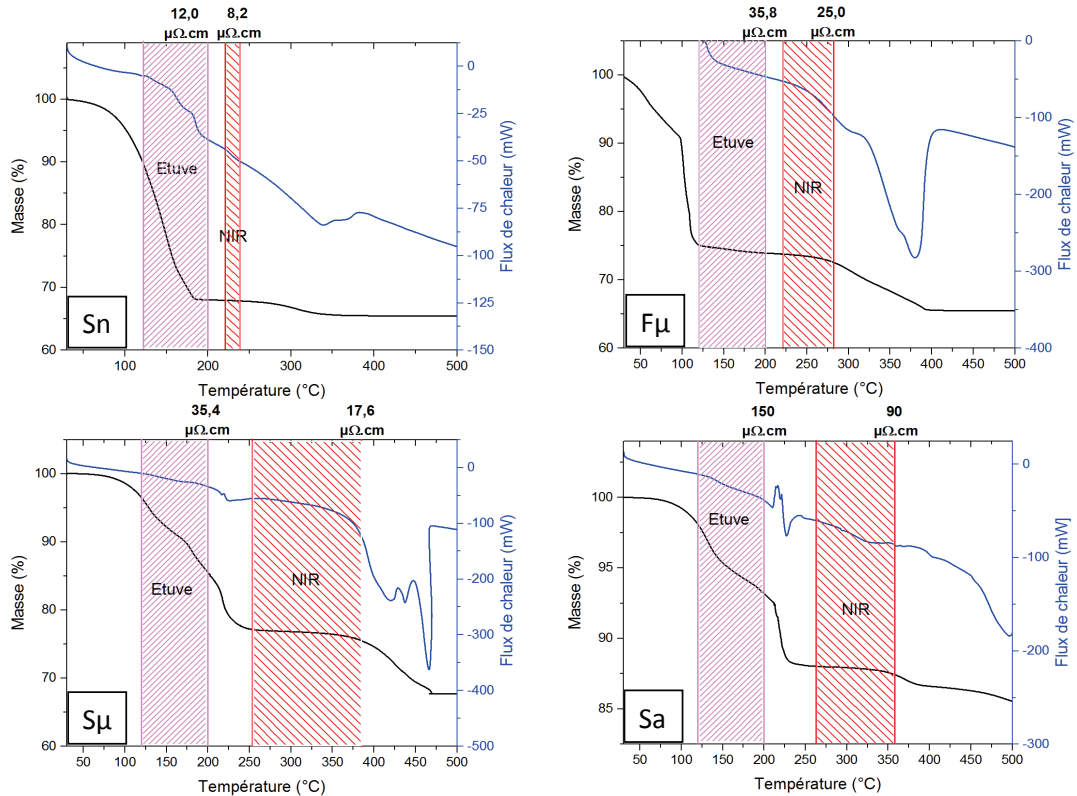 12,0 8,2
µΩ.cm µΩ.cm
100
90
80
70
60
Masse (%)
0
-25
-50
-75
-100
-125
-150
Flux de chaleur (mW)
Etuve
NIR
Sn
50 100 150 200 250 300 350 400 450 500
Température (°C)
35,8 25,0
µΩ.cm µΩ.cm
100
90
80
70
60
Masse (%)
0
-100
-200
-300
-400
Flux de chaleur (mW)
Etuve
NIR
Fµ
50 100 150 200 250 300 350 400 450 500
Température (°C)
35,4 17,6
µΩ.cm µΩ.cm
100
90
80
70
60
Masse (%)
0
-100
-200
-300
-400
-500
Flux de chaleur (mW)
Etuve
NIR
Sµ
50 100 150 200 250 300 350 400 450 500
Température (°C)
150 90
µΩ.cm µΩ.cm
100
95
90
85
Masse (%)
0
-100
-200
-300
Flux de chaleur (mW]
Etuve
NIR
Sa
50 100 150 200 250 300 350 400 450 500
Température (°C)